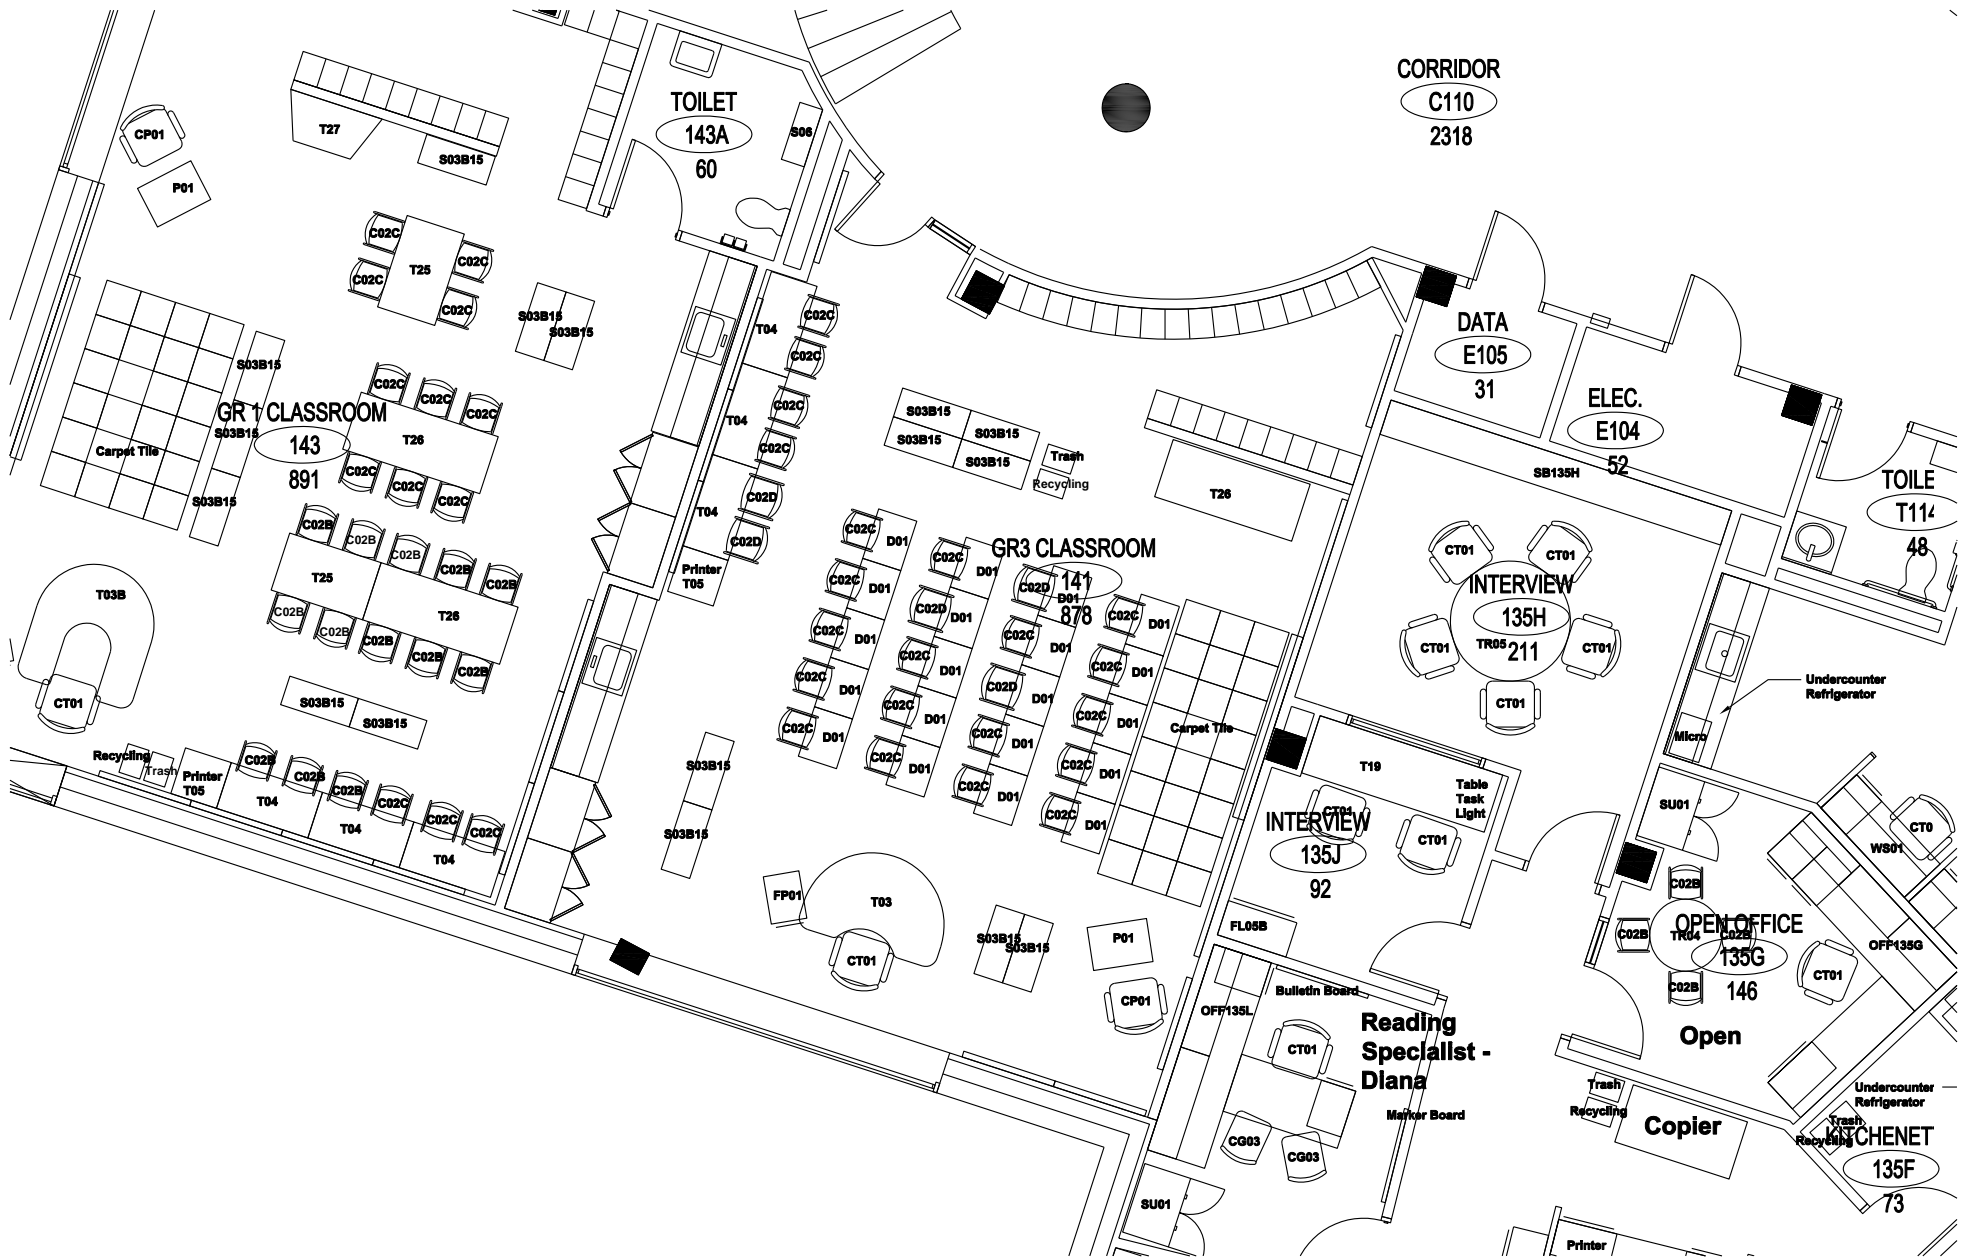 CORRIDOR
C110
2318
TOILET
143A
60
S06
CP01
T27
S03B15
P01
C02C
C02C
T25
C02C
C02C
S03B15
S03B15
T04
C02C
C02C
T04
C02C
C02C
T04
C02D
C02D
Printer
T05
DATA
E105
31
ELEC.
E104
52
TOILE
T114
48
S03B15
S03B15
S03B15
Carpet Tile
GR 1 CLASSROOM
143
891
C02C
C02C
C02C
T26
C02C
C02C
C02C
C02B
C02B
C02B
C02B
C02B
T25
T26
C02B
C02B
C02B
C02B
C02B
T03B
CT01
S03B15
S03B15
Recycling
Trash
Printer
T05
C02B
C02B
C02B
C02C
C02C
C02C
T04
T04
T04
S03B15
S03B15
S03B15
S03B15
Trash
Recycling
T26
GR3 CLASSROOM
141
878
C02C
D01
C02C
D01
C02C
D01
C02C
D01
C02C
D01
C02C
D01
C02D
D01
C02C
D01
C02C
D01
C02C
D01
C02D
D01
C02C
D01
C02D
D01
C02C
D01
C02C
D01
C02C
D01
C02C
D01
C02C
D01
C02C
D01
C02C
D01
Carpet Tile
S03B15
S03B15
FP01
T03
CT01
S03B15
S03B15
P01
CP01
SB135H
CT01
CT01
INTERVIEW
135H
TR05
211
CT01
CT01
CT01
Undercounter
Refrigerator
Micro
T19
Table
Task
Light
CT01
CT01
INTERVIEW
135J
92
FL05B
SU01
WS01
CT0
C02B
C02B
TR04
C02B
C02B
OPEN OFFICE
135G
146
CT01
OFF135G
Open
OFF135L
Bulletin Board
CT01
Reading
Specialist -
Diana
Marker Board
CG03
CG03
SU01
Trash
Recycling
Copier
Undercounter
Refrigerator
Trash
Recycling
KITCHENET
135F
73
Printer